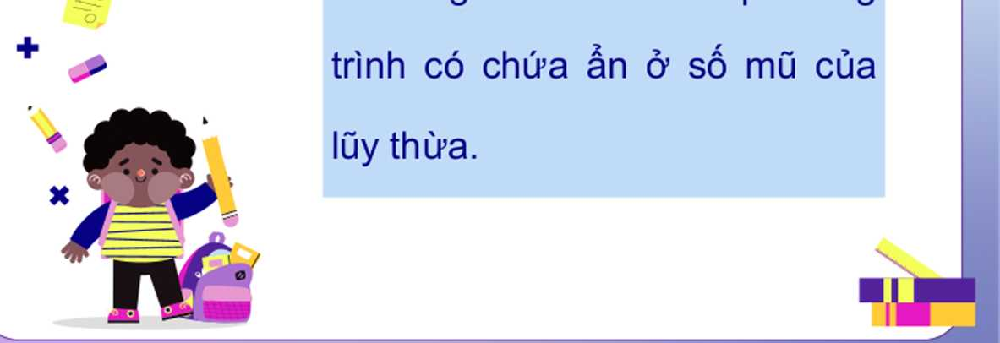 trình có chứa ẩn ở số mũ của
lũy thừa.